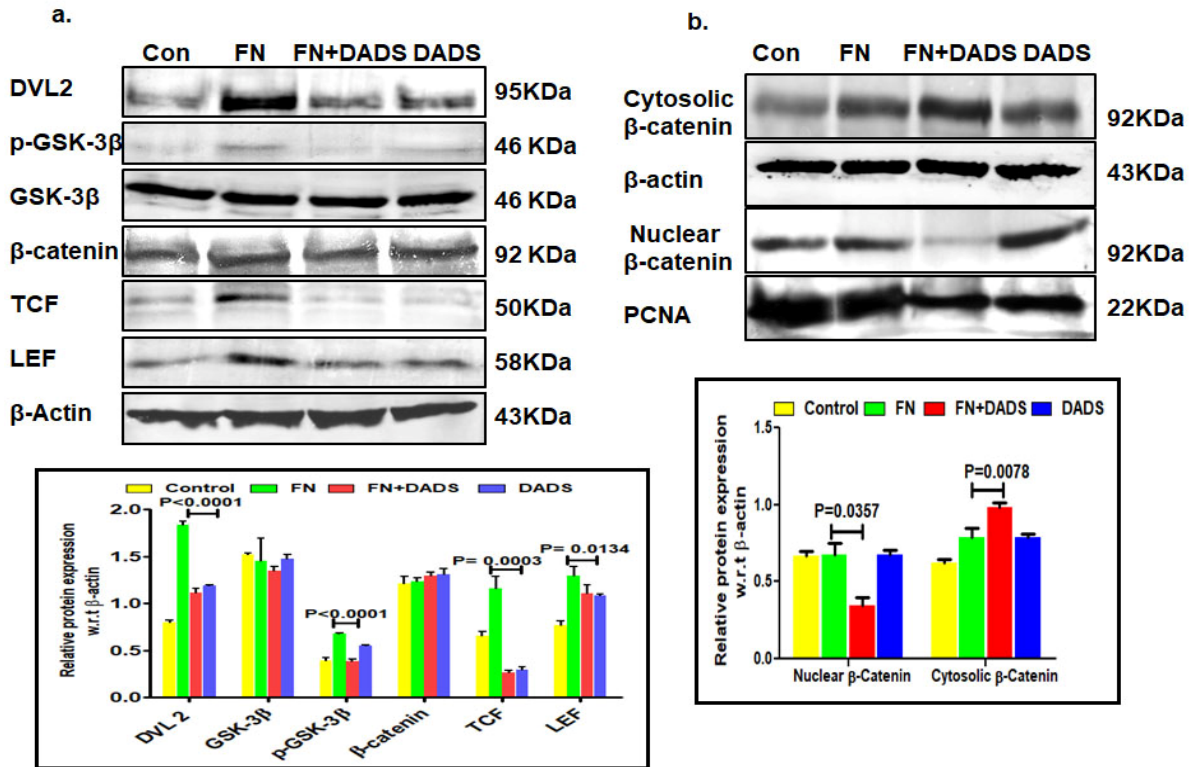 a.
Con FN FN+DADS DADS
DVL2 95KDa
p-GSK-3β 46 KDa
GSK-3β 46 KDa
β-catenin 92 KDa
TCF 50KDa
LEF 58KDa
β-Actin 43KDa
Control FN FN+DADS DADS
Relative protein expression
w.r.t β-actin
2.0
1.5
1.0
0.5
0.0
P<0.0001
P<0.0001
P= 0.0003
P= 0.0134
DVL 2
GSK-3β
p-GSK-3β
β-catenin
TCF
LEF
b.
Con FN FN+DADS DADS
Cytosolic
β-catenin 92KDa
β-actin 43KDa
Nuclear
β-catenin 92KDa
PCNA 22KDa
Control FN FN+DADS DADS
Relative protein expression
w.r.t β-actin
1.5
1.0
0.5
0.0
P=0.0357
P=0.0078
Nuclear β-Catenin Cytosolic β-Catenin